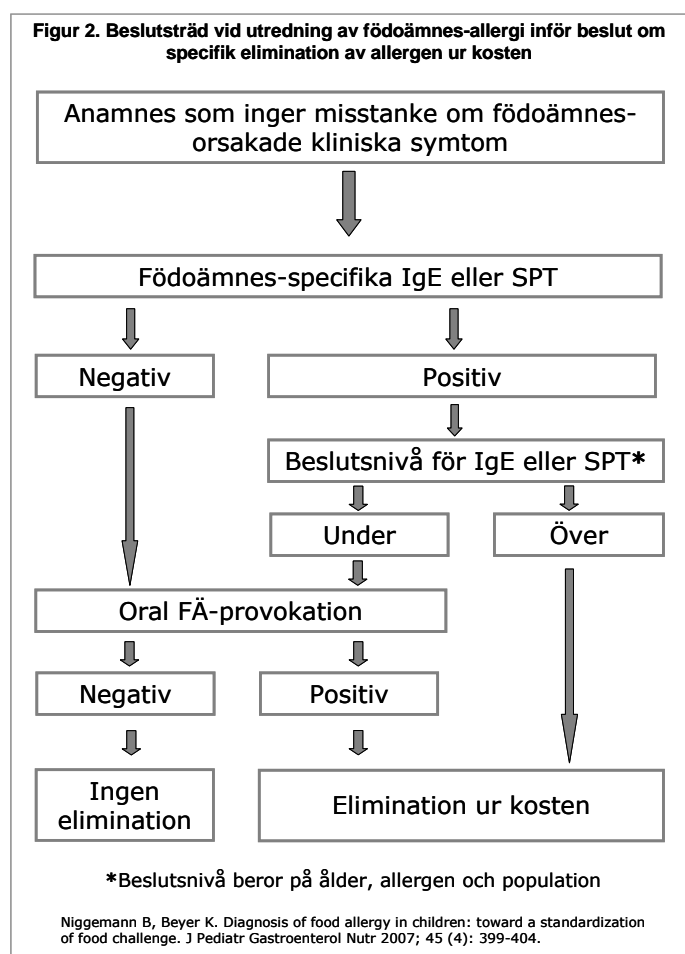 Figur 2. Beslutsträd vid utredning av födoämnes-allergi inför beslut om
specifik elimination av allergen ur kosten
Anamnes som inger misstanke om födoämnes-
orsakade kliniska symtom
Födoämnes-specifika IgE eller SPT
Negativ
Positiv
Beslutsnivå för IgE eller SPT*
Under
Över
Oral FÄ-provokation
Negativ
Positiv
Ingen
elimination
Elimination ur kosten
*Beslutsnivå beror på ålder, allergen och population
Niggemann B, Beyer K. Diagnosis of food allergy in children: toward a standardization
of food challenge. J Pediatr Gastroenterol Nutr 2007; 45 (4): 399-404.